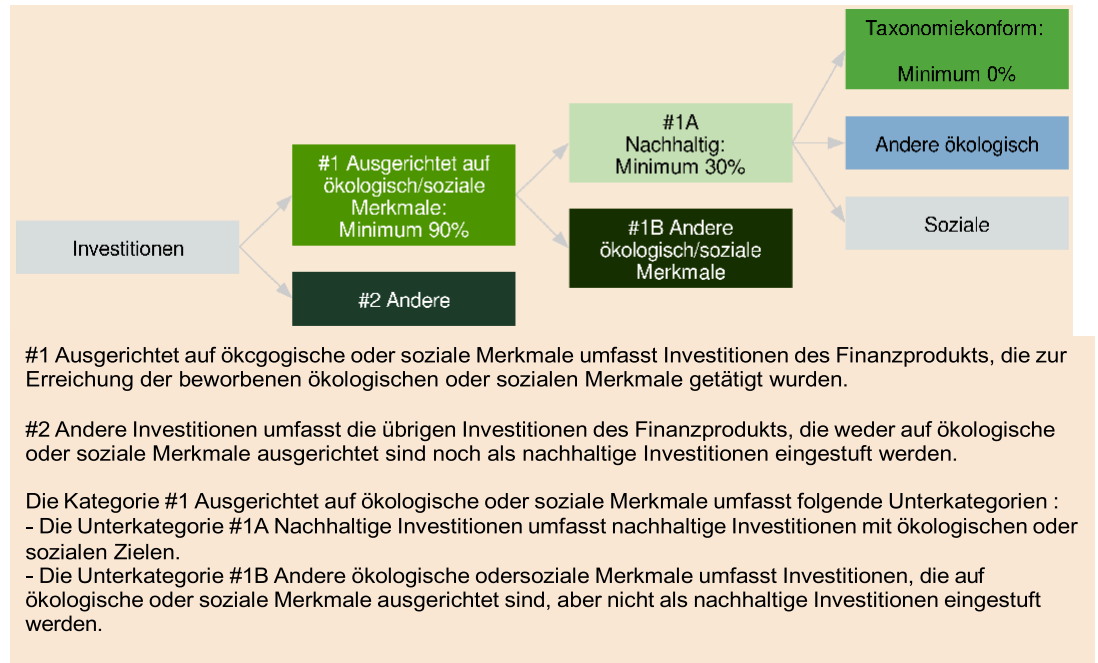 Taxonomiekonform:
Minimum 0%
#1A
Nachhaltig:
Minimum 30%
Andere ökologisch
#1 Ausgerichtet auf
ökologisch/soziale
Merkmale:
Minimum 90%
Soziale
#1B Andere
ökologisch/soziale
Merkmale
Investitionen
#2 Andere
#1 Ausgerichtet auf ökcgogische oder soziale Merkmale umfasst Investitionen des Finanzprodukts, die zur
Erreichung der beworbenen ökologischen oder sozialen Merkmale getätigt wurden.
#2 Andere Investitionen umfasst die übrigen Investitionen des Finanzprodukts, die weder auf ökologische
oder soziale Merkmale ausgerichtet sind noch als nachhaltige Investitionen eingestuft werden.
Die Kategorie #1 Ausgerichtet auf ökologische oder soziale Merkmale umfasst folgende Unterkategorien :
- Die Unterkategorie #1A Nachhaltige Investitionen umfasst nachhaltige Investitionen mit ökologischen oder
sozialen Zielen.
- Die Unterkategorie #1B Andere ökologische odersoziale Merkmale umfasst Investitionen, die auf
ökologische oder soziale Merkmale ausgerichtet sind, aber nicht als nachhaltige Investitionen eingestuft
werden.